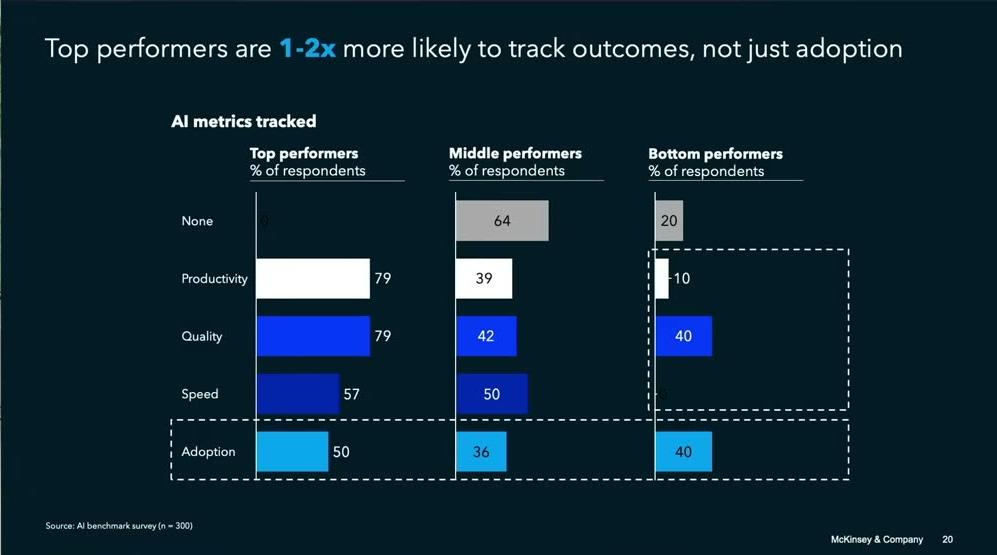 Top performers are 1-2x more likely to track outcomes, not just adoption
AI metrics tracked
Top performers
% of respondents
Middle performers
% of respondents
Bottom performers
% of respondents
None 0 64 20
Productivity 79 39 10
Quality 79 42 40
Speed 57 50 0
Adoption 50 36 40
Source: AI benchmark survey (n = 300)
McKinsey & Company 20